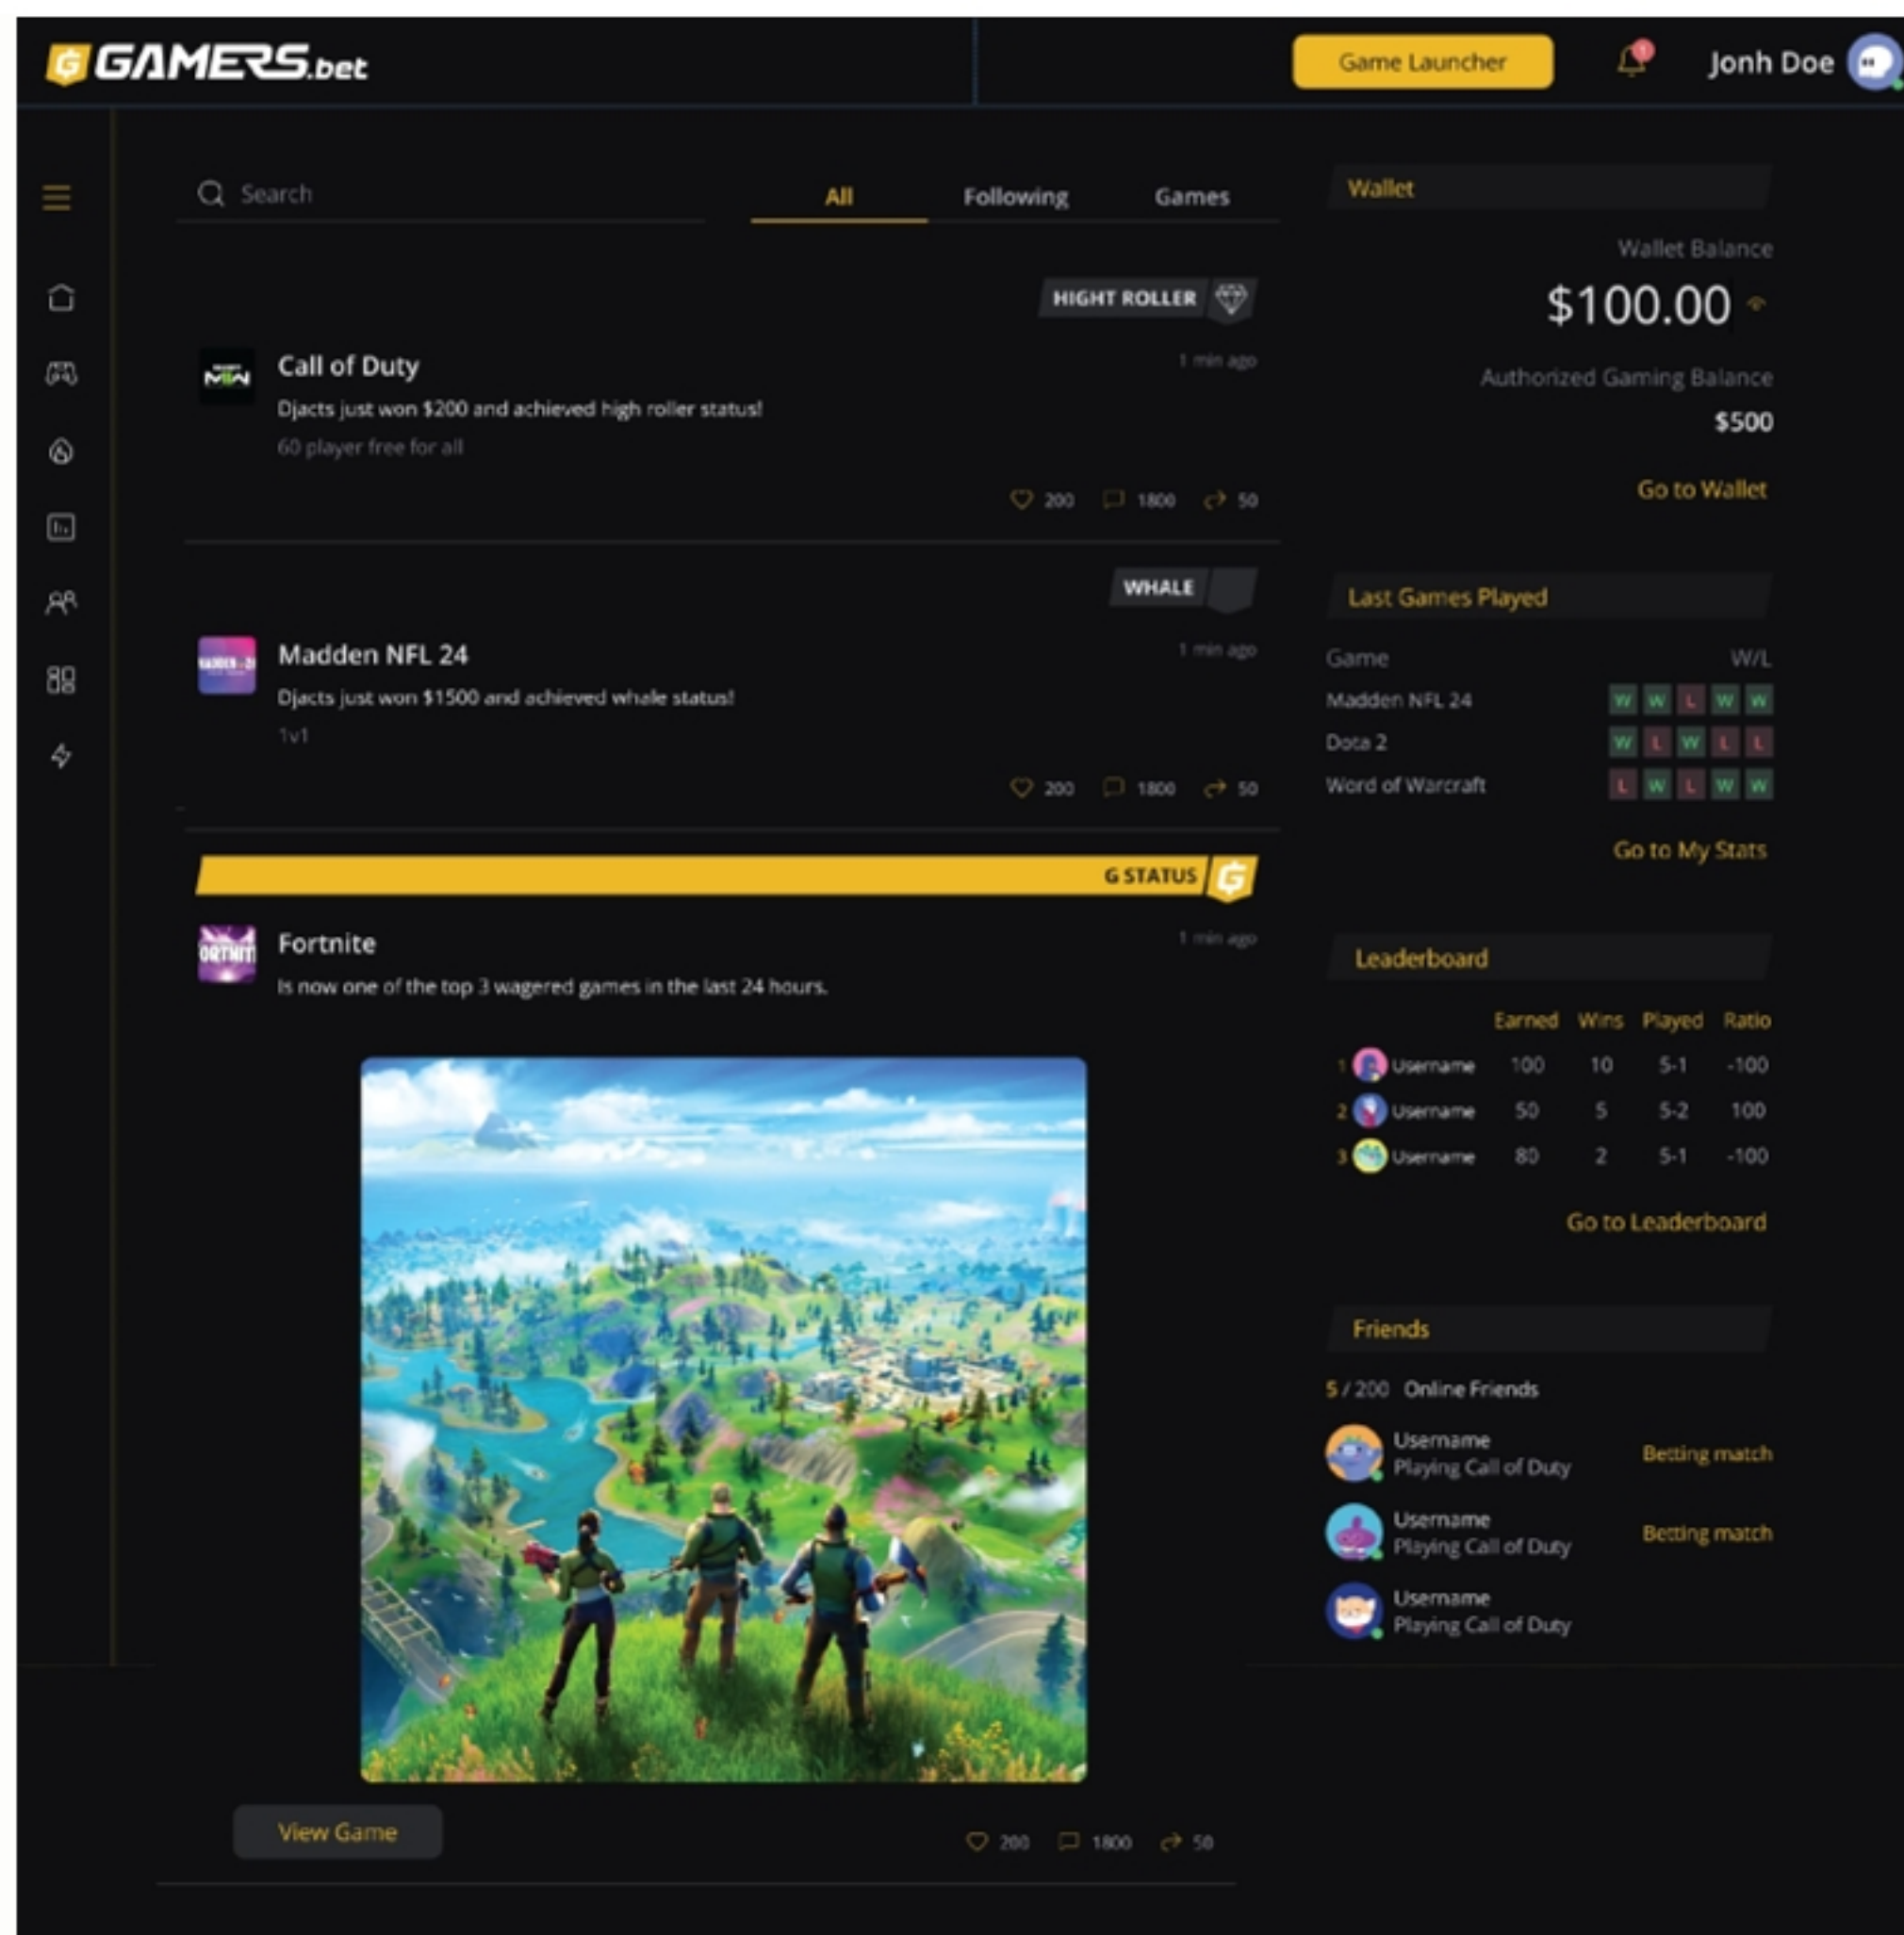 GAMERS.bet
Game Launcher
1
Jonh Doe
Search
All
Following
Games
HIGHT ROLLER
Call of Duty
1 min ago
Djacts just won $200 and achieved high roller status!
60 player free for all
200 1800 50
WHALE
Madden NFL 24
1 min ago
Djacts just won $1500 and achieved whale status!
1v1
200 1800 50
G STATUS
Fortnite
1 min ago
Is now one of the top 3 wagered games in the last 24 hours.
View Game
200 1800 50
Wallet
Wallet Balance
$100.00
Authorized Gaming Balance
$500
Go to Wallet
Last Games Played
Game W/L
Madden NFL 24 W W L W W
Dota 2 W L W L L
Word of Warcraft L W L W W
Go to My Stats
Leaderboard
Earned Wins Played Ratio
1 Username 100 10 5-1 -100
2 Username 50 5 5-2 100
3 Username 80 2 5-1 -100
Go to Leaderboard
Friends
5 / 200 Online Friends
Username
Playing Call of Duty
Betting match
Username
Playing Call of Duty
Betting match
Username
Playing Call of Duty